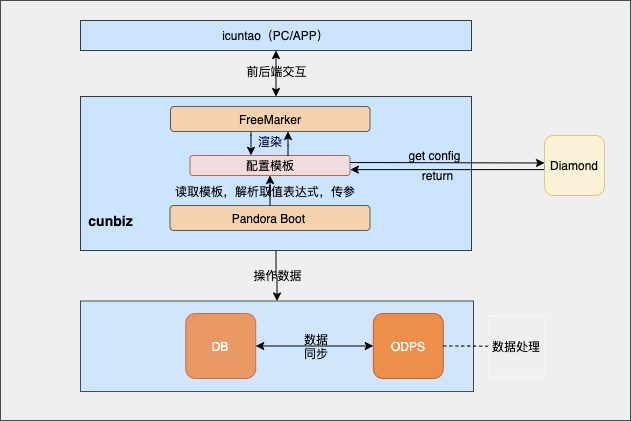 icuntao（PC/APP）
前后端交互
FreeMarker
渲染
配置模板
get config
return
Diamond
读取模板，解析取值表达式，传参
Pandora Boot
cunbiz
操作数据
DB
数据
同步
ODPS
数据处理